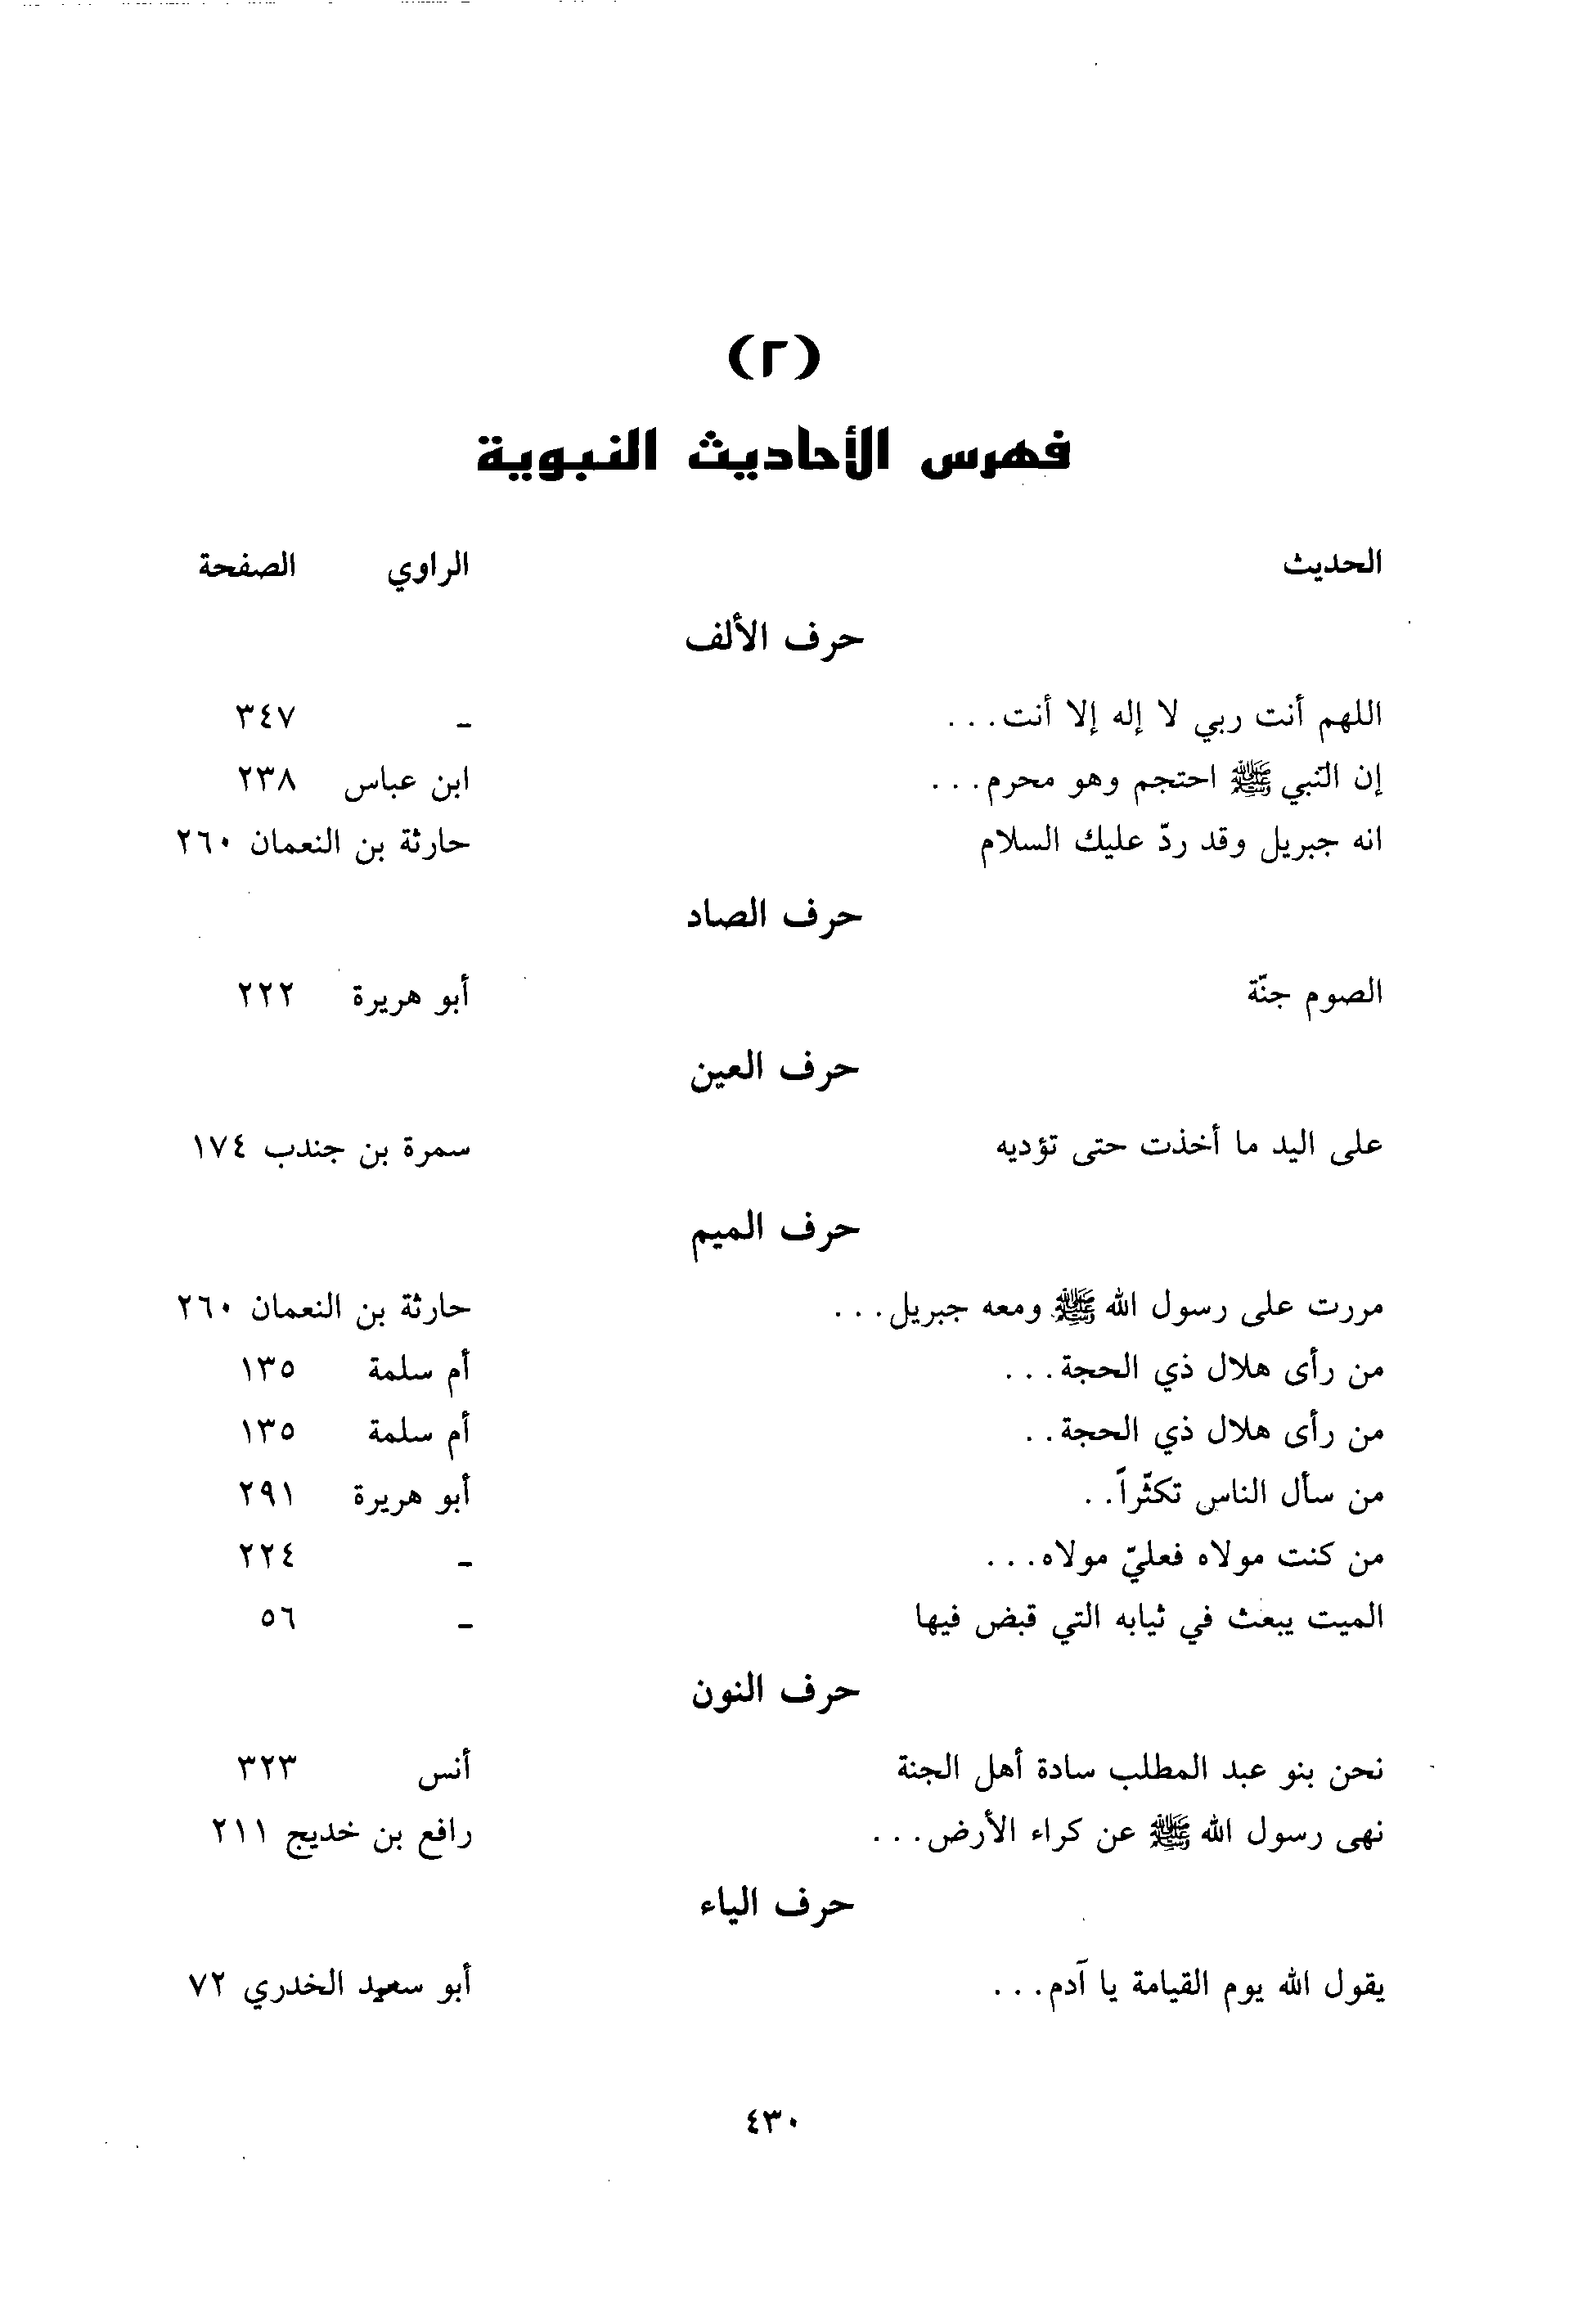 (٢)
فهرس الأحاديث النبوية
الحديث الراوي الصفحة
حرف الألف
اللهم أنت ربي لا إله إلا أنت... ـ ٣٤٧
إن النبي ﷺ احتجم وهو محرم... ابن عباس ٢٣٨
انه جبريل وقد ردّ عليك السلام حارثة بن النعمان ٢٦٠
حرف الصاد
الصوم جنّة أبو هريرة ٢٢٢
حرف العين
على اليد ما أخذت حتى تؤديه سمرة بن جندب ١٧٤
حرف الميم
مررت على رسول الله ﷺ ومعه جبريل... حارثة بن النعمان ٢٦٠
من رأى هلال ذي الحجة... أم سلمة ١٣٥
من رأى هلال ذي الحجة.. أم سلمة ١٣٥
من سأل الناس تكثّراً.. أبو هريرة ٢٩١
من كنت مولاه فعليّ مولاه... ـ ٢٢٤
الميت يبعث في ثيابه التي قبض فيها ـ ٥٦
حرف النون
نحن بنو عبد المطلب سادة أهل الجنة أنس ٣٢٣
نهى رسول الله ﷺ عن كراء الأرض... رافع بن خديج ٢١١
حرف الياء
يقول الله يوم القيامة يا آدم... أبو سعيد الخدري ٧٢
٤٣٠